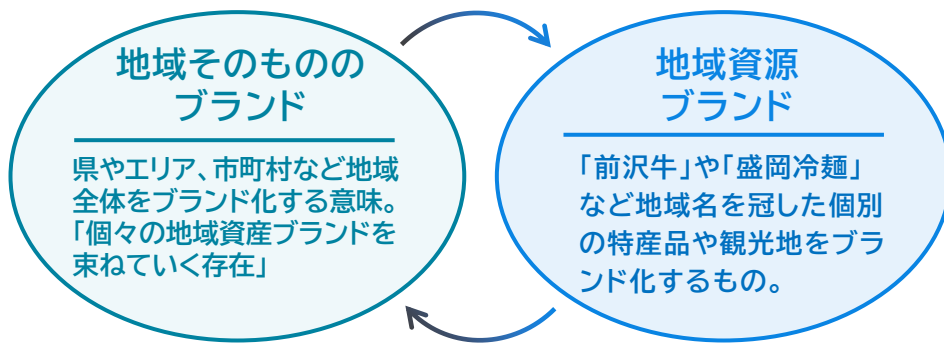 地域そのものの
ブランド
県やエリア、市町村など地域
全体をブランド化する意味。
「個々の地域資産ブランドを
束ねていく存在」
地域資源
ブランド
「前沢牛」や「盛岡冷麺」
など地域名を冠した個別
の特産品や観光地をブラ
ンド化するもの。